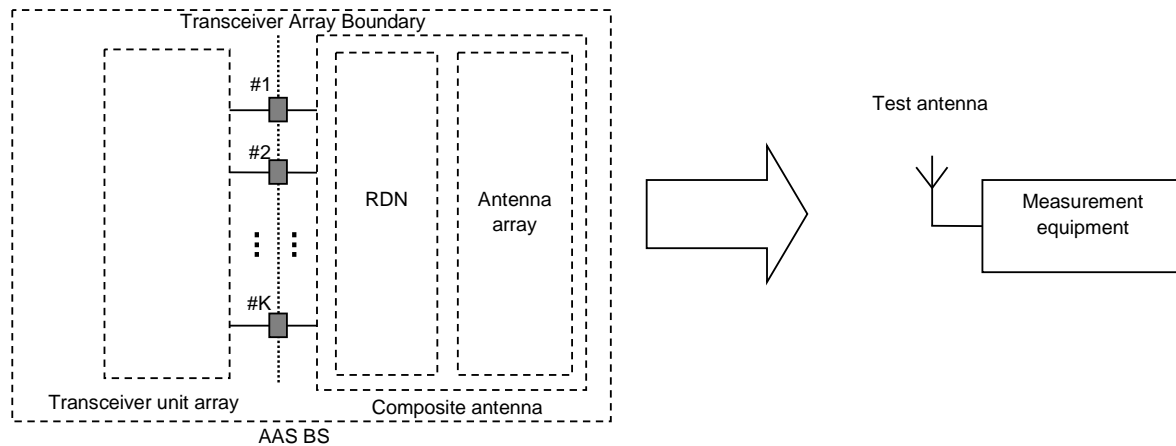 Transceiver Array Boundary
#1
#2
#K
RDN
Antenna
array
Transceiver unit array
Composite antenna
AAS BS
Test antenna
Measurement
equipment